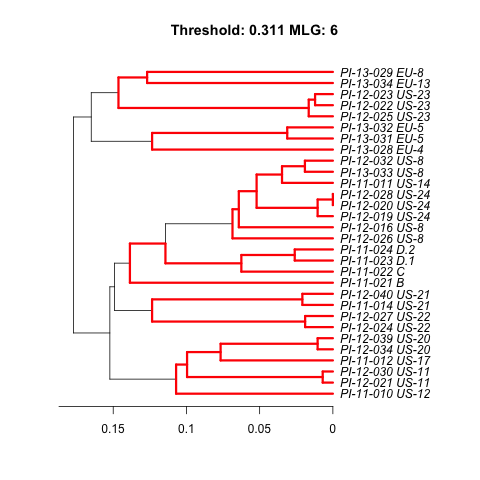 Threshold: 0.311 MLG: 6
PI-13-029 EU-8
PI-13-034 EU-13
PI-12-023 US-23
PI-12-022 US-23
PI-12-025 US-23
PI-13-032 EU-5
PI-13-031 EU-5
PI-13-028 EU-4
PI-12-032 US-8
PI-13-033 US-8
PI-11-011 US-14
PI-12-028 US-24
PI-12-020 US-24
PI-12-019 US-24
PI-12-016 US-8
PI-12-026 US-8
PI-11-024 D.2
PI-11-023 D.1
PI-11-022 C
PI-11-021 B
PI-12-040 US-21
PI-11-014 US-21
PI-12-027 US-22
PI-12-024 US-22
PI-12-039 US-20
PI-12-034 US-20
PI-11-012 US-17
PI-12-030 US-11
PI-12-021 US-11
PI-11-010 US-12
0.15 0.1 0.05 0